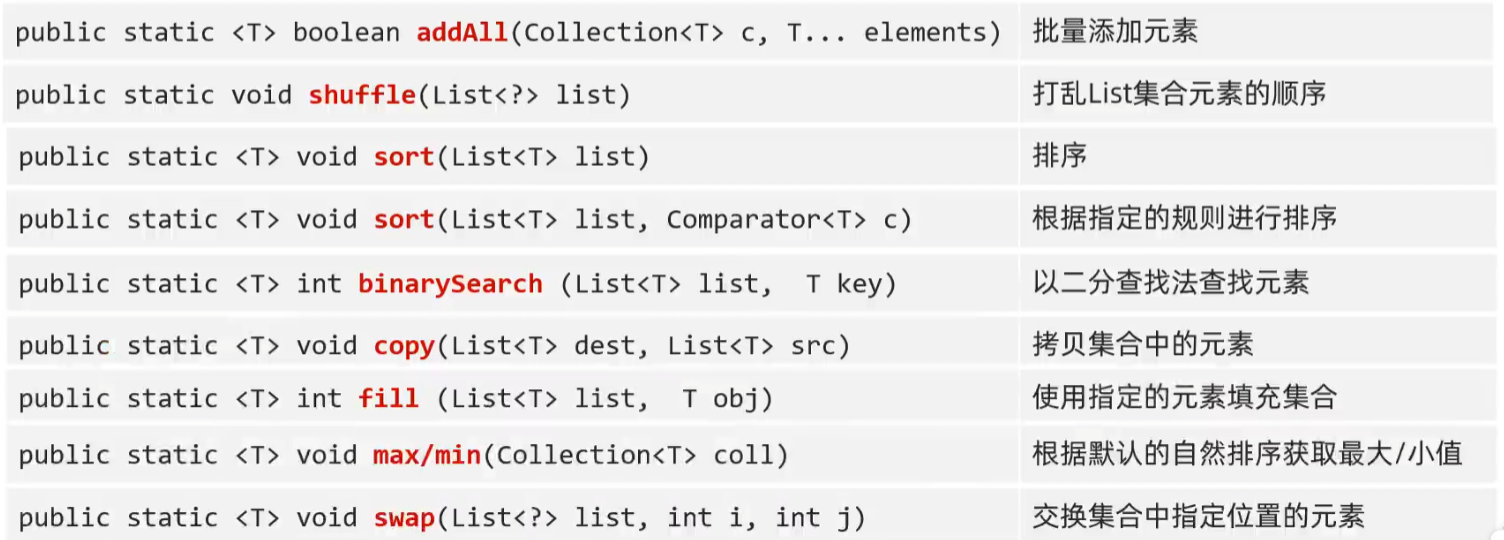 public static <T> boolean addAll(Collection<T> c, T... elements) 批量添加元素
public static void shuffle(List<?> list) 打乱List集合元素的顺序
public static <T> void sort(List<T> list) 排序
public static <T> void sort(List<T> list, Comparator<T> c) 根据指定的规则进行排序
public static <T> int binarySearch (List<T> list, T key) 以二分查找法查找元素
public static <T> void copy(List<T> dest, List<T> src) 拷贝集合中的元素
public static <T> int fill (List<T> list, T obj) 使用指定的元素填充集合
public static <T> void max/min(Collection<T> coll) 根据默认的自然排序获取最大/小值
public static <T> void swap(List<?> list, int i, int j) 交换集合中指定位置的元素